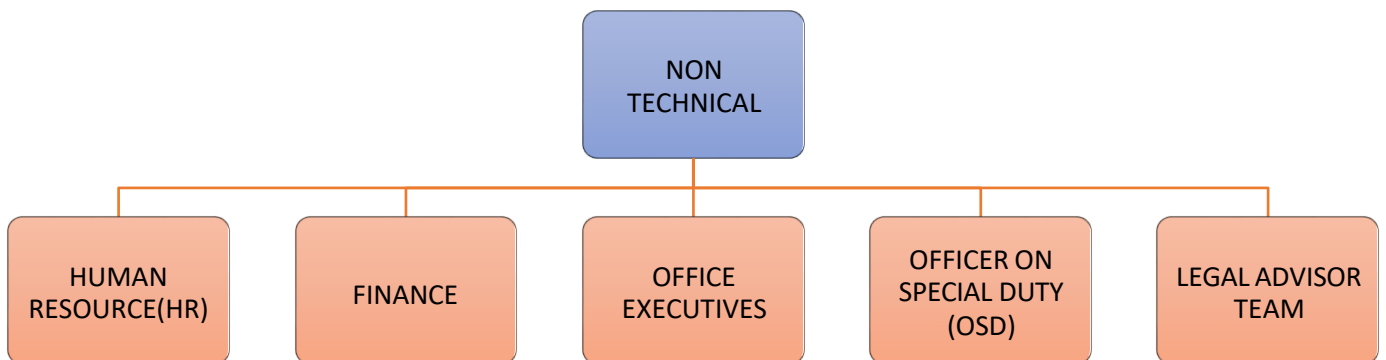 NON
TECHNICAL
HUMAN
RESOURCE(HR)
FINANCE
OFFICE
EXECUTIVES
OFFICER ON
SPECIAL DUTY
(OSD)
LEGAL ADVISOR
TEAM